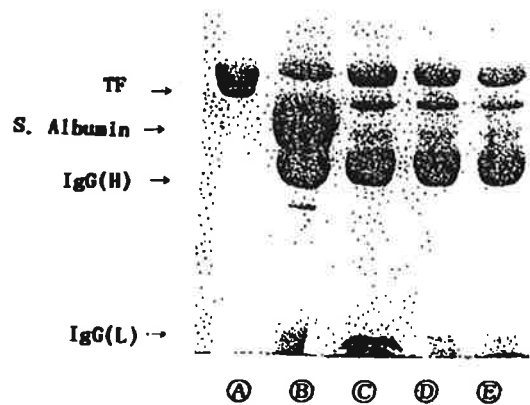 TF →
S. Albumin →
IgG(H) →
IgG(L) →
Ⓐ Ⓑ Ⓒ Ⓓ Ⓔ